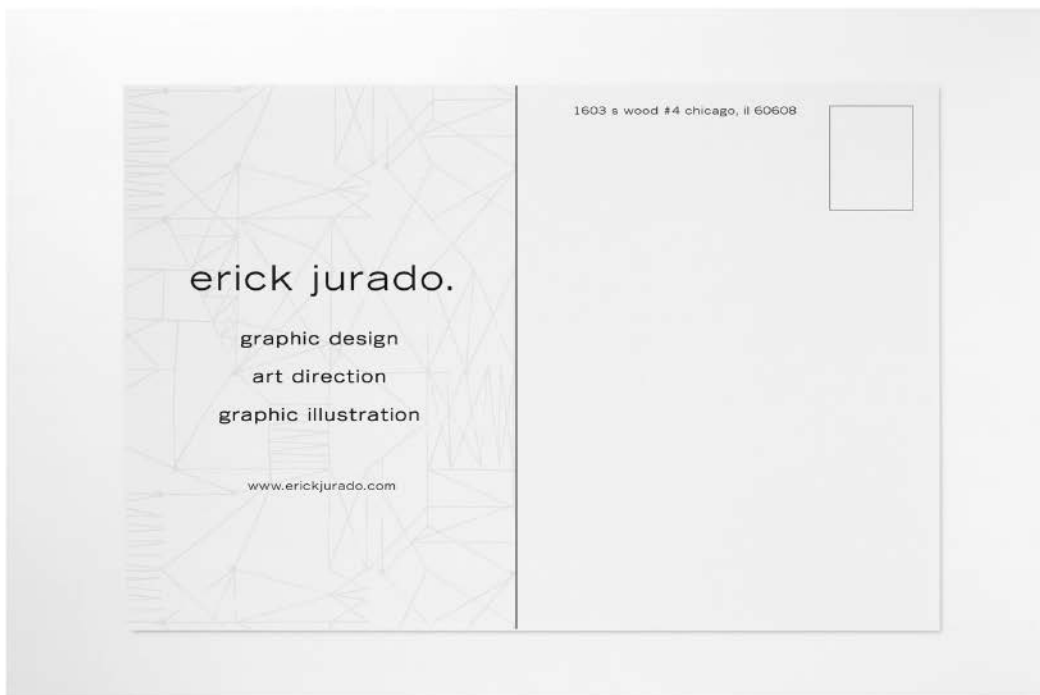 erick jurado.
graphic design
art direction
graphic illustration
www.erickjurado.com
1603 s wood #4 chicago, il 60608